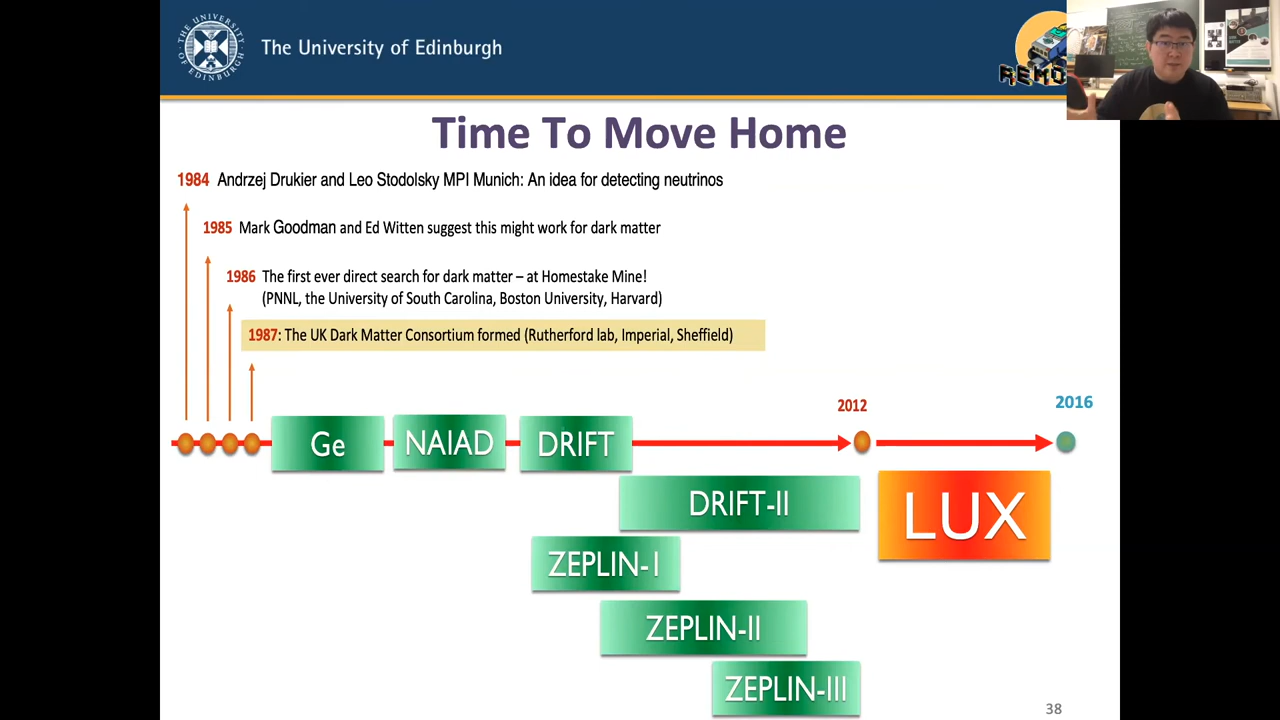 The University of Edinburgh
Time To Move Home
1984 Andrzej Drukier and Leo Stodolsky MPI Munich: An idea for detecting neutrinos
1985 Mark Goodman and Ed Witten suggest this might work for dark matter
1986 The first ever direct search for dark matter – at Homestake Mine!
(PNNL, the University of South Carolina, Boston University, Harvard)
1987: The UK Dark Matter Consortium formed (Rutherford lab, Imperial, Sheffield)
2012
2016
Ge
NAIAD
DRIFT
DRIFT-II
LUX
ZEPLIN-I
ZEPLIN-II
ZEPLIN-III
38